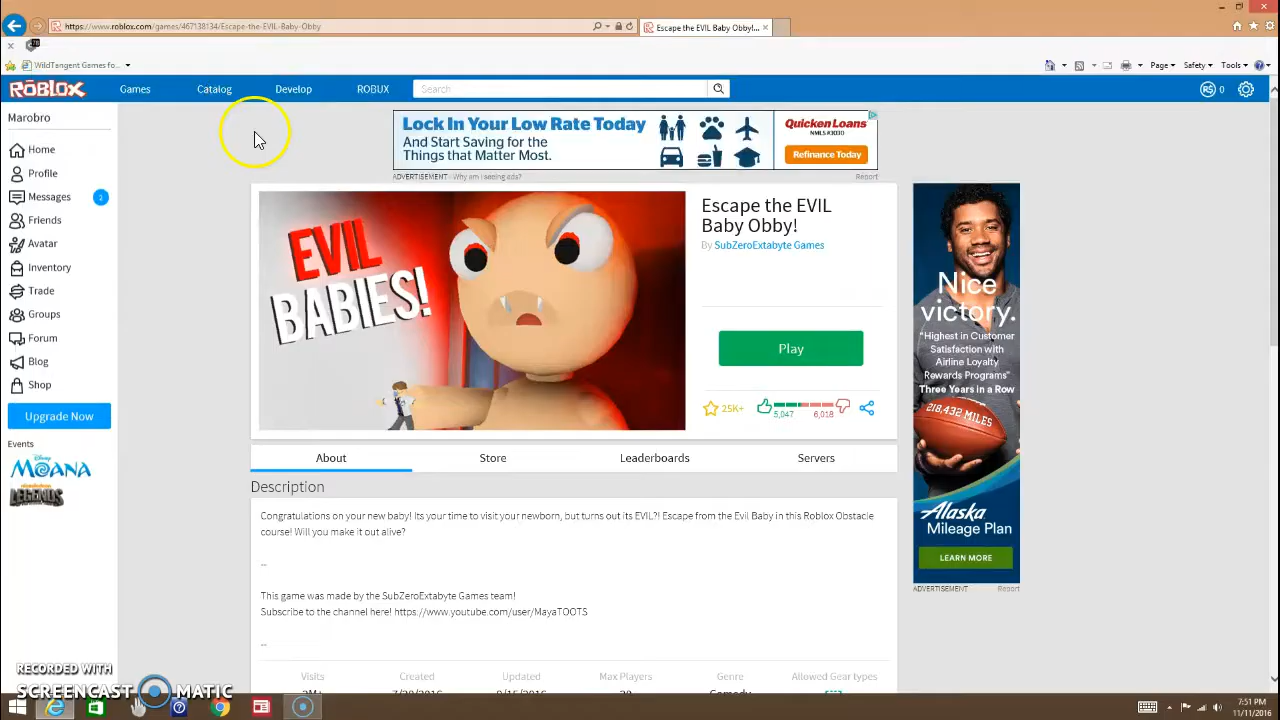 https://www.roblox.com/games/467138134/Escape-the-EVIL-Baby-Obby
Escape the EVIL Baby Obby!...
WildTangent Games fo...
Page
Safety
Tools
ROBLOX
Games
Catalog
Develop
ROBUX
Search
R$ 0
Marobro
Home
Profile
Messages
2
Friends
Avatar
Inventory
Trade
Groups
Forum
Blog
Shop
Upgrade Now
Events
Disney
MOANA
LEGENDS
Lock In Your Low Rate Today
And Start Saving for the
Things that Matter Most.
Quicken Loans
NMLS #3030
Refinance Today
ADVERTISEMENT - Why am I seeing ads?
Report
EVIL
BABIES!
Escape the EVIL
Baby Obby!
By SubZeroExtabyte Games
Play
25K+
5,047
6,018
About
Store
Leaderboards
Servers
Description
Congratulations on your new baby! Its your time to visit your newborn, but turns out its EVIL?! Escape from the Evil Baby in this Roblox Obstacle
course! Will you make it out alive?
--
This game was made by the SubZeroExtabyte Games team!
Subscribe to the channel here! https://www.youtube.com/user/MayaTOOTS
--
Visits
Created
Updated
Max Players
Genre
Allowed Gear types
Nice
victory.
"Highest in Customer
Satisfaction with
Airline Loyalty
Rewards Programs"
Three Years in a Row
218,432 MILES
Alaska
Mileage Plan
LEARN MORE
ADVERTISEMENT
Report
RECORDED WITH
SCREENCAST-O-MATIC
7:51 PM
11/11/2016